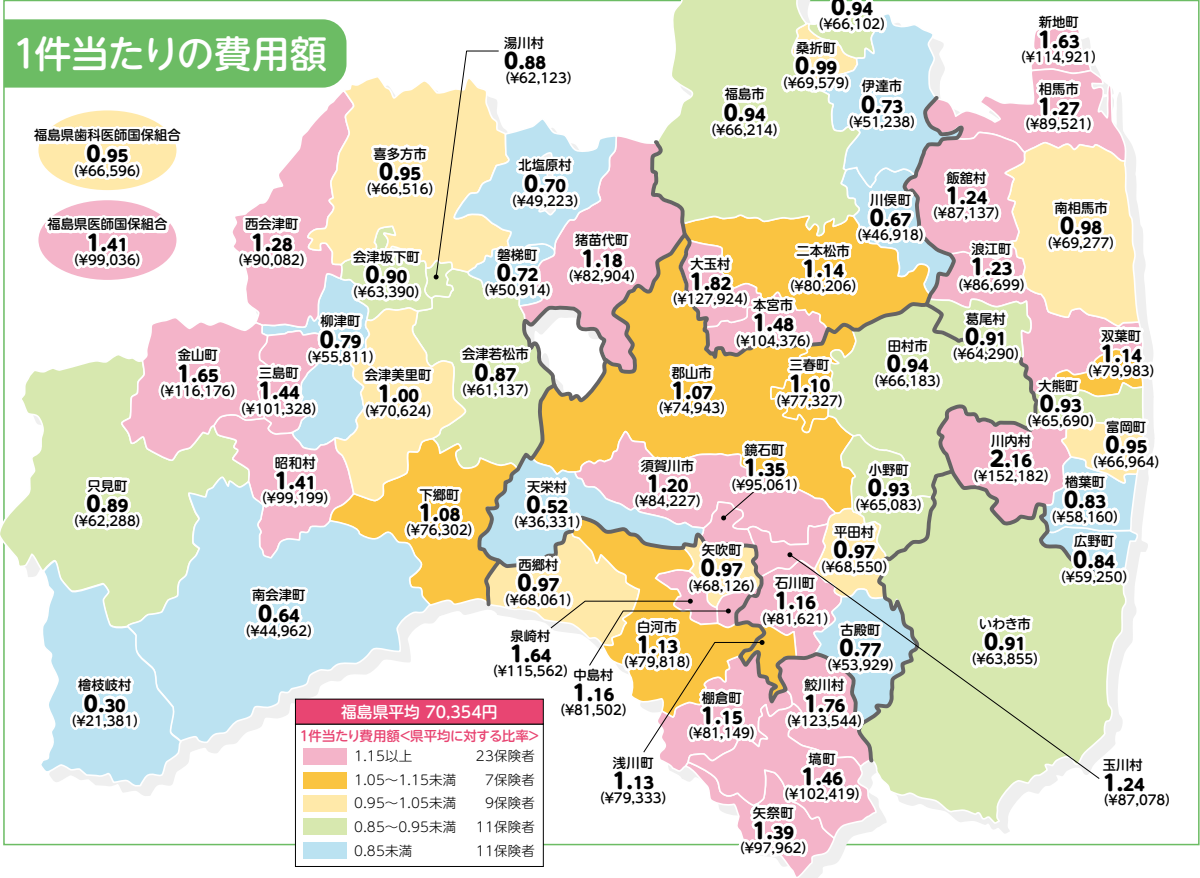 1件当たりの費用額
福島県歯科医師国保組合
0.95
(¥66,596)
福島県医師国保組合
1.41
(¥99,036)
湯川村
0.88
(¥62,123)
0.94
(¥66,102)
桑折町
0.99
(¥69,579)
新地町
1.63
(¥114,921)
相馬市
1.27
(¥89,521)
伊達市
0.73
(¥51,238)
福島市
0.94
(¥66,214)
喜多方市
0.95
(¥66,516)
北塩原村
0.70
(¥49,223)
川俣町
0.67
(¥46,918)
飯舘村
1.24
(¥87,137)
南相馬市
0.98
(¥69,277)
西会津町
1.28
(¥90,082)
会津坂下町
0.90
(¥63,390)
磐梯町
0.72
(¥50,914)
猪苗代町
1.18
(¥82,904)
大玉村
1.82
(¥127,924)
二本松市
1.14
(¥80,206)
浪江町
1.23
(¥86,699)
本宮市
1.48
(¥104,376)
柳津町
0.79
(¥55,811)
葛尾村
0.91
(¥64,290)
双葉町
1.14
(¥79,983)
金山町
1.65
(¥116,176)
三島町
1.44
(¥101,328)
会津美里町
1.00
(¥70,624)
会津若松市
0.87
(¥61,137)
郡山市
1.07
(¥74,943)
三春町
1.10
(¥77,327)
田村市
0.94
(¥66,183)
大熊町
0.93
(¥65,690)
富岡町
0.95
(¥66,964)
川内村
2.16
(¥152,182)
只見町
0.89
(¥62,288)
昭和村
1.41
(¥99,199)
下郷町
1.08
(¥76,302)
天栄村
0.52
(¥36,331)
須賀川市
1.20
(¥84,227)
鏡石町
1.35
(¥95,061)
小野町
0.93
(¥65,083)
楢葉町
0.83
(¥58,160)
広野町
0.84
(¥59,250)
平田村
0.97
(¥68,550)
矢吹町
0.97
(¥68,126)
西郷村
0.97
(¥68,061)
石川町
1.16
(¥81,621)
南会津町
0.64
(¥44,962)
泉崎村
1.64
(¥115,562)
白河市
1.13
(¥79,818)
古殿町
0.77
(¥53,929)
いわき市
0.91
(¥63,855)
中島村
1.16
(¥81,502)
檜枝岐村
0.30
(¥21,381)
棚倉町
1.15
(¥81,149)
鮫川村
1.76
(¥123,544)
浅川町
1.13
(¥79,333)
塙町
1.46
(¥102,419)
玉川村
1.24
(¥87,078)
矢祭町
1.39
(¥97,962)
福島県平均 70,354円
1件当たり費用額<県平均に対する比率>
1.15以上 23保険者
1.05〜1.15未満 7保険者
0.95〜1.05未満 9保険者
0.85〜0.95未満 11保険者
0.85未満 11保険者